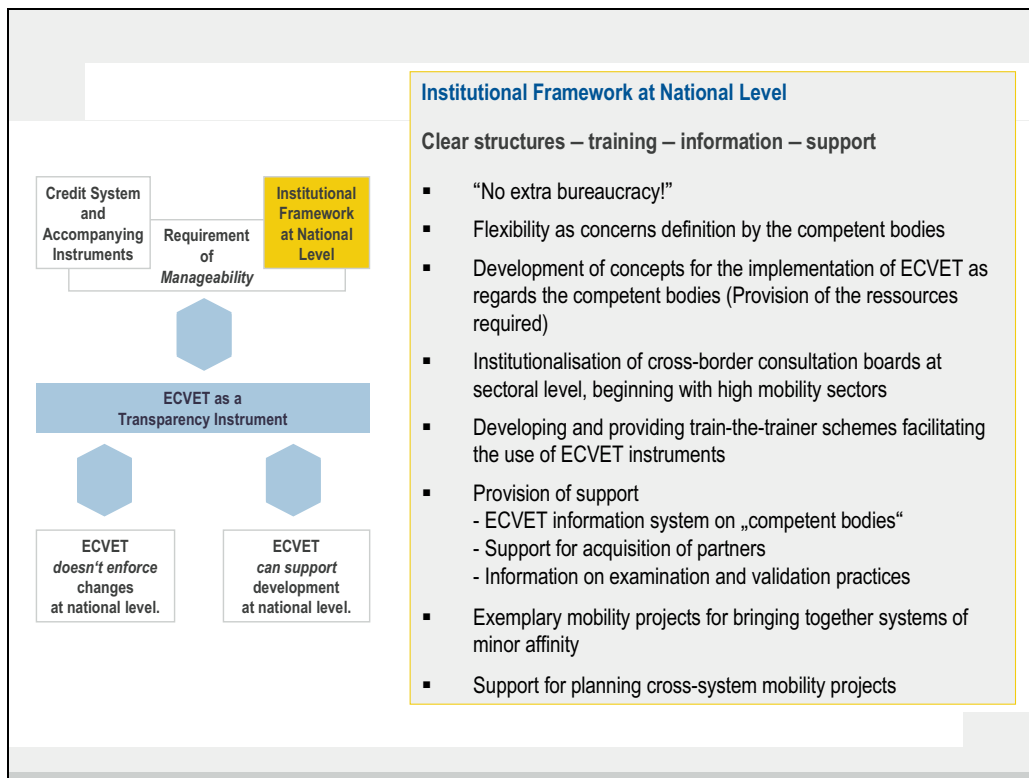 Credit System
and
Accompanying
Instruments
Requirement
of
Manageability
Institutional
Framework
at National
Level
ECVET as a
Transparency Instrument
ECVET
doesn‘t enforce
changes
at national level.
ECVET
can support
development
at national level.
Institutional Framework at National Level
Clear structures – training – information – support
▪ “No extra bureaucracy!”
▪ Flexibility as concerns definition by the competent bodies
▪ Development of concepts for the implementation of ECVET as
regards the competent bodies (Provision of the ressources
required)
▪ Institutionalisation of cross-border consultation boards at
sectoral level, beginning with high mobility sectors
▪ Developing and providing train-the-trainer schemes facilitating
the use of ECVET instruments
▪ Provision of support
- ECVET information system on „competent bodies“
- Support for acquisition of partners
- Information on examination and validation practices
▪ Exemplary mobility projects for bringing together systems of
minor affinity
▪ Support for planning cross-system mobility projects